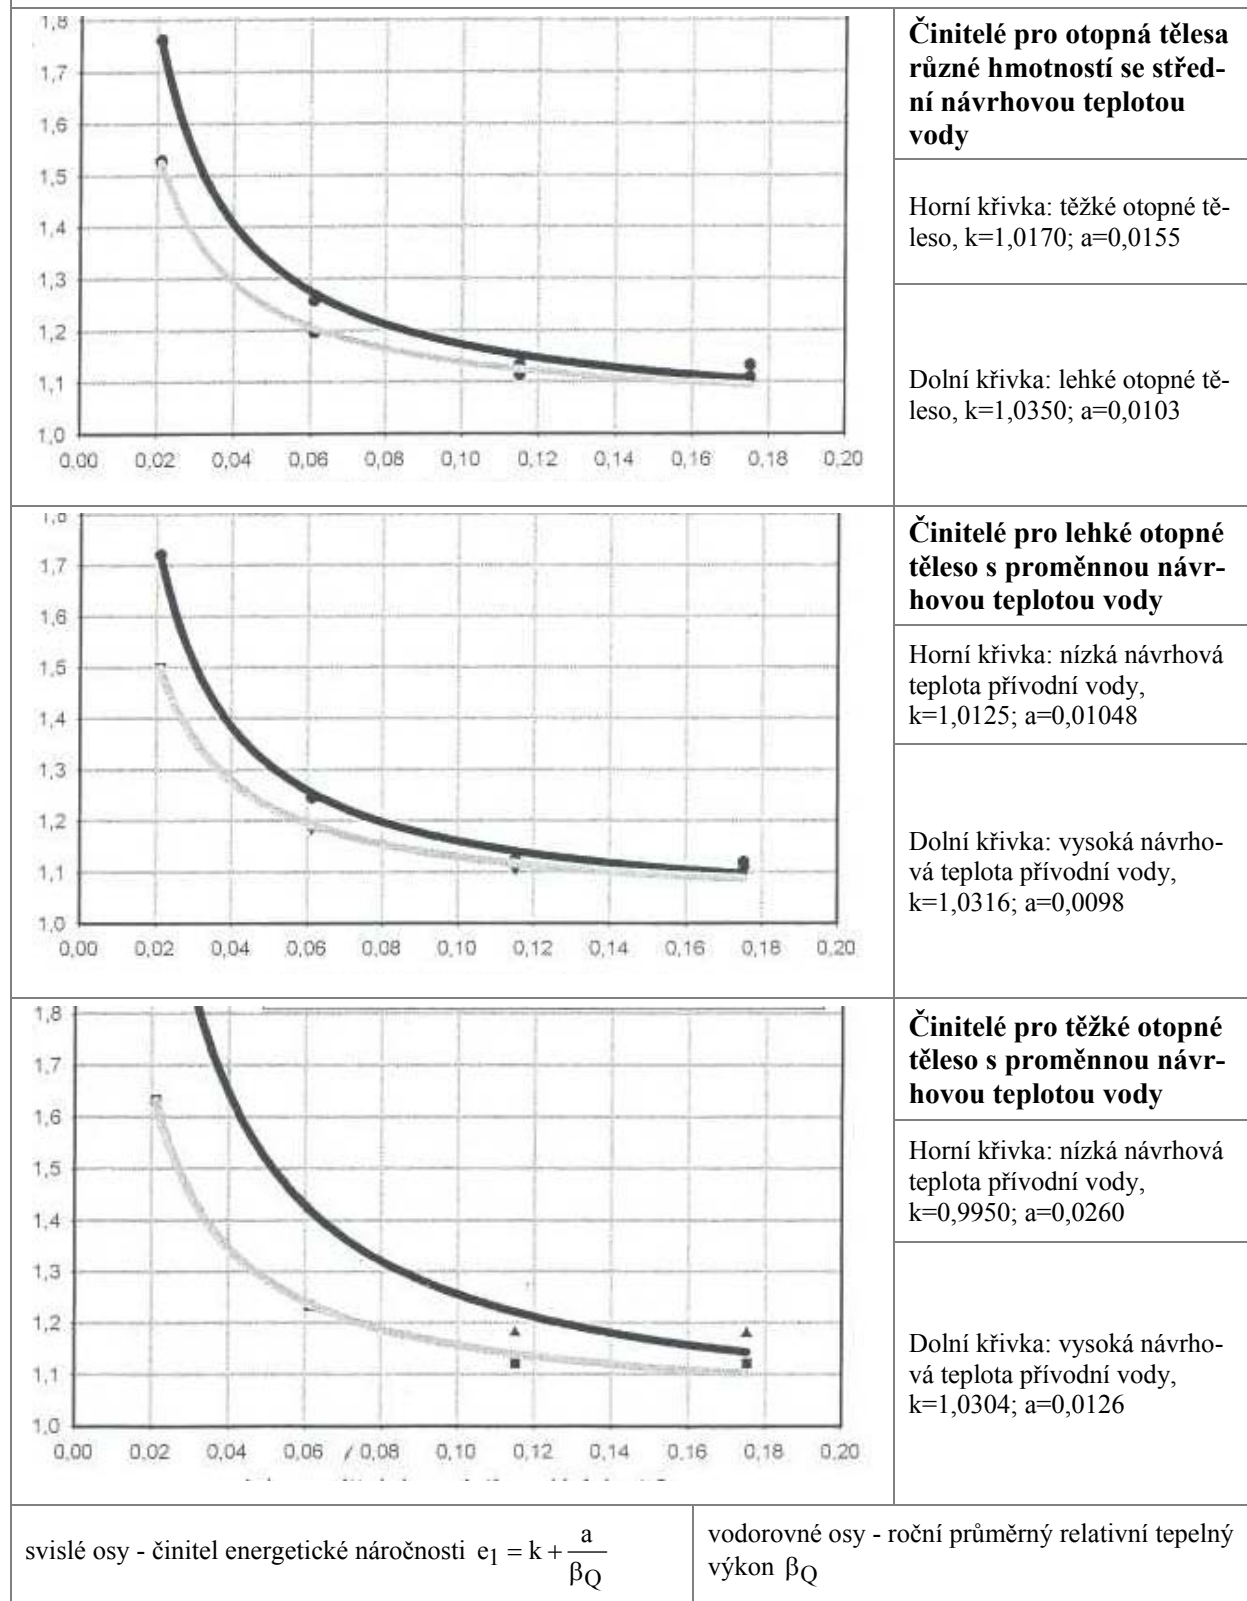 1,8
1,7
1,6
1,5
1,4
1,3
1,2
1,1
1,0
0.00 0,02 0,04 0,06 0,08 0,10 0,12 0,14 0,16 0,18 0,20
Činitelé pro otopná tělesa
různé hmotností se střed-
ní návrhovou teplotou
vody
Horní křivka: těžké otopné tě-
leso, k=1,0170; a=0,0155
Dolní křivka: lehké otopné tě-
leso, k=1,0350; a=0,0103
1,8
1,7
1,6
1,5
1,4
1,3
1,2
1,1
1,0
0,00 0,02 0,04 0,06 0,08 0,10 0,12 0,14 0,16 0,18 0,20
Činitelé pro lehké otopné
těleso s proměnnou návr-
hovou teplotou vody
Horní křivka: nízká návrhová
teplota přívodní vody,
k=1,0125; a=0,01048
Dolní křivka: vysoká návrho-
vá teplota přívodní vody,
k=1,0316; a=0,0098
1,8
1,7
1,6
1,5
1,4
1,3
1,2
1,1
1,0
0,00 0,02 0,04 0,06 0,08 0,10 0,12 0,14 0,16 0,18 0,20
Činitelé pro těžké otopné
těleso s proměnnou návr-
hovou teplotou vody
Horní křivka: nízká návrhová
teplota přívodní vody,
k=0,9950; a=0,0260
Dolní křivka: vysoká návrho-
vá teplota přívodní vody,
k=1,0304; a=0,0126
svislé osy - činitel energetické náročnosti e₁ = k + a/β_Q
vodorovné osy - roční průměrný relativní tepelný
výkon β_Q